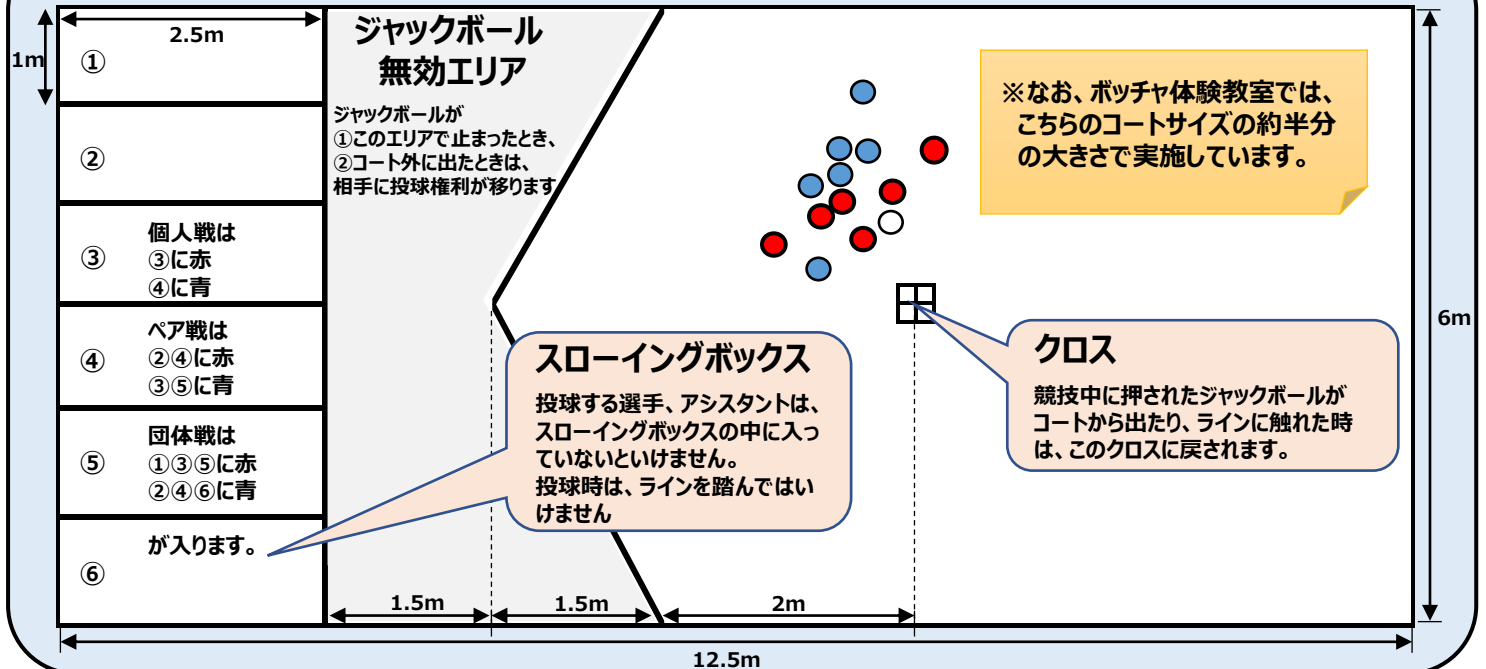 2.5m
1m
①
②
③
個人戦は
③に赤
④に青
④
ペア戦は
②④に赤
③⑤に青
⑤
団体戦は
①③⑤に赤
②④⑥に青
⑥
が入ります。
ジャックボール
無効エリア
ジャックボールが
①このエリアで止まったとき、
②コート外に出たときは、
相手に投球権利が移ります
※なお、ボッチャ体験教室では、
こちらのコートサイズの約半分
の大きさで実施しています。
スローイングボックス
投球する選手、アシスタントは、
スローイングボックスの中に入っ
ていないといけません。
投球時は、ラインを踏んではい
けません
クロス
競技中に押されたジャックボールが
コートから出たり、ラインに触れた時
は、このクロスに戻されます。
6m
1.5m
1.5m
2m
12.5m